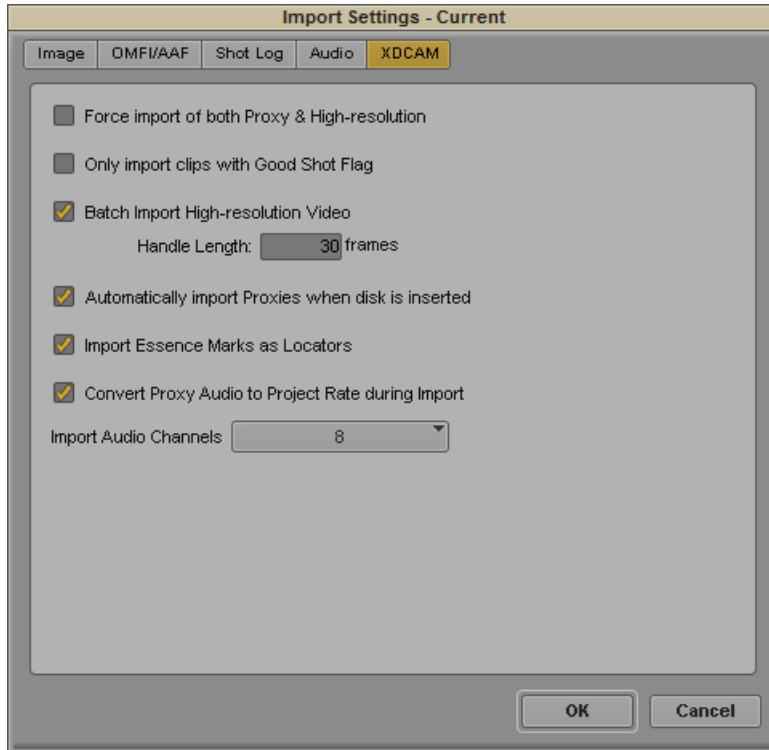 Import Settings - Current
Image OMFI/AAF Shot Log Audio XDCAM
Force import of both Proxy & High-resolution
Only import clips with Good Shot Flag
Batch Import High-resolution Video
Handle Length: 30 frames
Automatically import Proxies when disk is inserted
Import Essence Marks as Locators
Convert Proxy Audio to Project Rate during Import
Import Audio Channels 8
OK Cancel